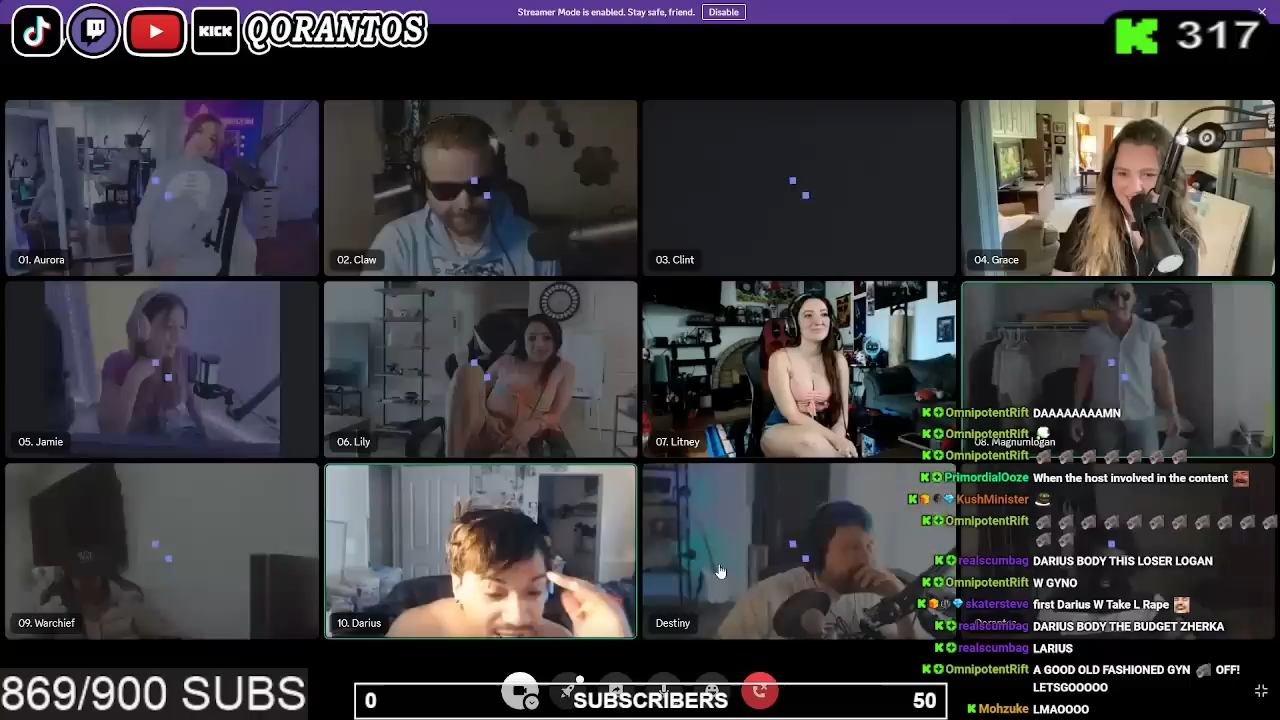 Streamer Mode is enabled. Stay safe, friend. Disable
KICK
QORANTOS
317
01. Aurora
02. Claw
03. Clint
04. Grace
05. Jamie
06. Lily
07. Litney
08. Magnumlogan
09. Warchief
10. Darius
Destiny
OmnipotentRift DAAAAAAAAMN
OmnipotentRift
OmnipotentRift
PrimordialOoze When the host involved in the content
KushMinister
OmnipotentRift
realscumbag DARIUS BODY THIS LOSER LOGAN
OmnipotentRift W GYNO
skatersteve first Darius W Take L Rape
realscumbag DARIUS BODY THE BUDGET ZHERKA
realscumbag LARIUS
OmnipotentRift A GOOD OLD FASHIONED GYN OFF!
LETSGOOOOO
Mohzuke LMAOOOO
869/900 SUBS
0 SUBSCRIBERS 50